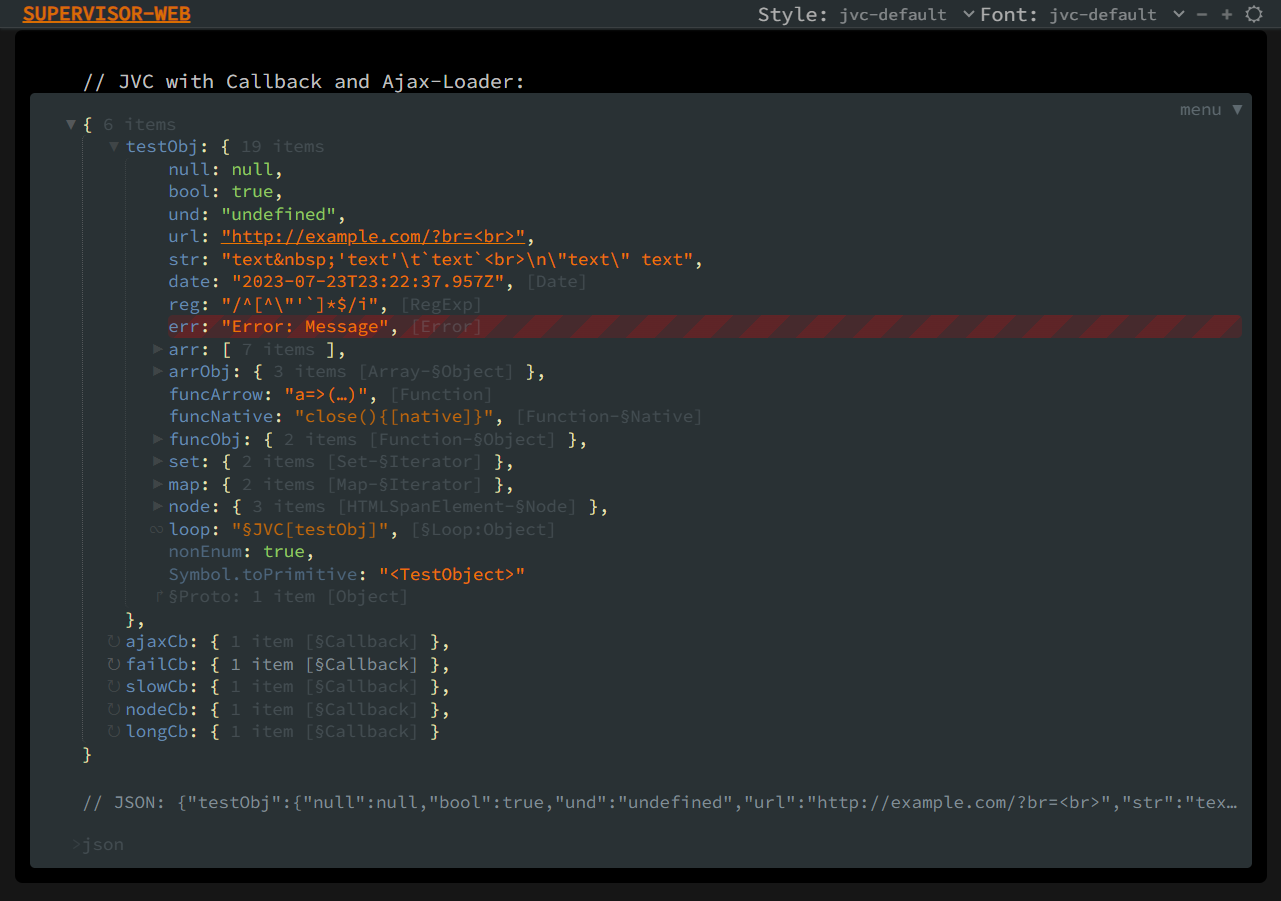 SUPERVISOR-WEB Style: jvc-default Font: jvc-default − +
// JVC with Callback and Ajax-Loader:
menu ▼
▼ { 6 items
▼ testObj: { 19 items
null: null,
bool: true,
und: "undefined",
url: "http://example.com/?br=<br>",
str: "text&nbsp;'text'\t`text`<br>\n\"text\" text",
date: "2023-07-23T23:22:37.957Z", [Date]
reg: "/^[^\"'`]*$/i", [RegExp]
err: "Error: Message", [Error]
▶ arr: [ 7 items ],
▶ arrObj: { 3 items [Array-§Object] },
funcArrow: "a=>(…)", [Function]
funcNative: "close(){[native]}", [Function-§Native]
▶ funcObj: { 2 items [Function-§Object] },
▶ set: { 2 items [Set-§Iterator] },
▶ map: { 2 items [Map-§Iterator] },
▶ node: { 3 items [HTMLSpanElement-§Node] },
∞ loop: "§JVC[testObj]", [§Loop:Object]
nonEnum: true,
Symbol.toPrimitive: "<TestObject>"
↱ §Proto: 1 item [Object]
},
↻ ajaxCb: { 1 item [§Callback] },
↻ failCb: { 1 item [§Callback] },
↻ slowCb: { 1 item [§Callback] },
↻ nodeCb: { 1 item [§Callback] },
↻ longCb: { 1 item [§Callback] }
}
// JSON: {"testObj":{"null":null,"bool":true,"und":"undefined","url":"http://example.com/?br=<br>","str":"tex…
>json